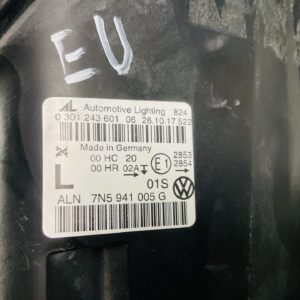 EU
AL Automotive Lighting 824
0 301 243 601 06 26.10.17 522
Made in Germany
00 HC 20
00 HR 02A
E1
2853
2854
L
01S
ALN 7N5 941 005 G